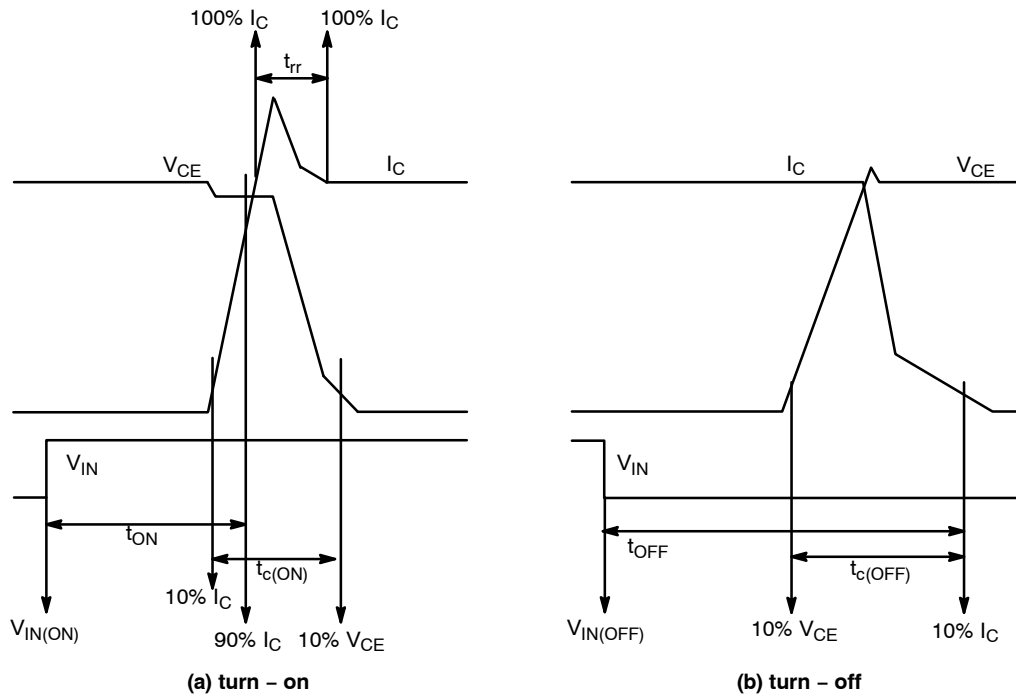 100% I_C 100% I_C
t_rr
V_CE I_C
I_C V_CE
V_IN
V_IN
t_ON
t_OFF
t_c(ON)
t_c(OFF)
10% I_C
V_IN(ON) 90% I_C 10% V_CE
V_IN(OFF) 10% V_CE 10% I_C
(a) turn – on
(b) turn – off